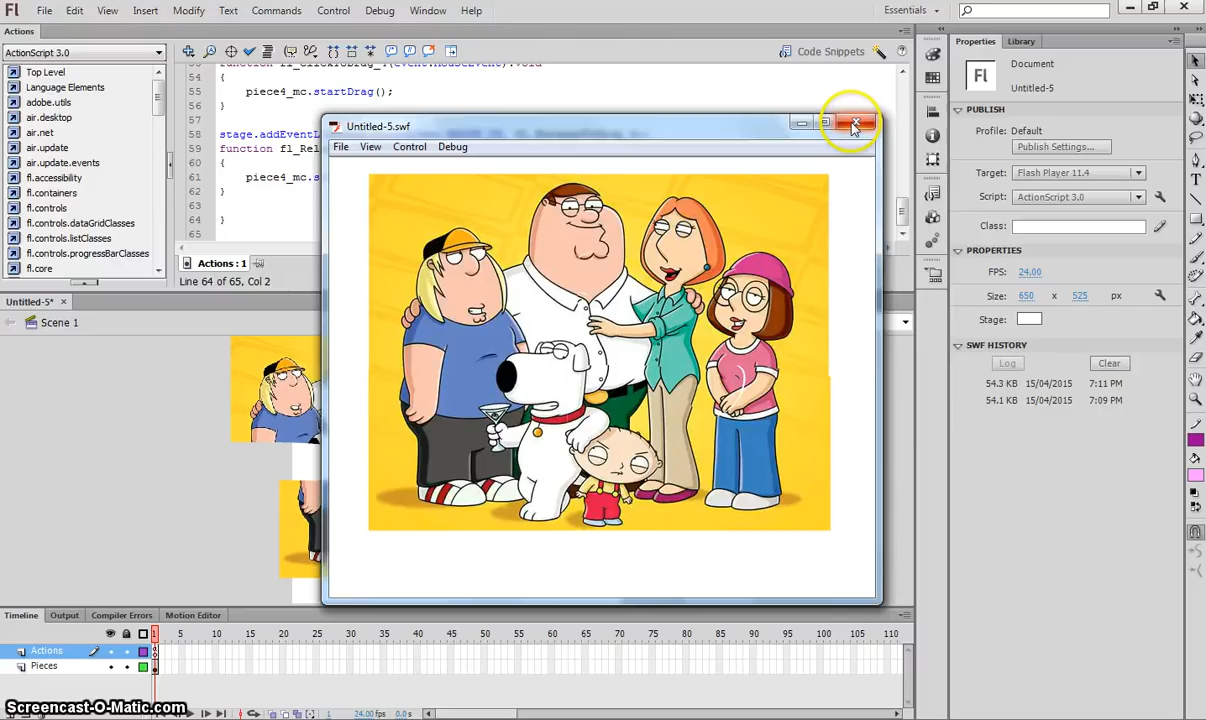 Fl File Edit View Insert Modify Text Commands Control Debug Window Help Essentials
Actions
ActionScript 3.0
Code Snippets
Top Level
Language Elements
adobe.utils
air.desktop
air.net
air.update
air.update.events
fl.accessibility
fl.containers
fl.controls
fl.controls.dataGridClasses
fl.controls.listClasses
fl.controls.progressBarClasses
fl.core
54 {
55 piece4_mc.startDrag();
56 }
57
58 stage.addEventL
59 function fl_Rel
60 {
61 piece4_mc.s
62 }
63
64 }
65
Actions : 1
Line 64 of 65, Col 2
Untitled-5*
Scene 1
Untitled-5.swf
File View Control Debug
Properties Library
Fl Document
Untitled-5
PUBLISH
Profile: Default
Publish Settings...
Target: Flash Player 11.4
Script: ActionScript 3.0
Class:
PROPERTIES
FPS: 24.00
Size: 650 x 525 px
Stage:
SWF HISTORY
Log Clear
54.3 KB 15/04/2015 7:11 PM
54.1 KB 15/04/2015 7:09 PM
Timeline Output Compiler Errors Motion Editor
1 5 10 15 20 25 30 35 40 45 50 55 60 65 70 75 80 85 90 95 100 105 110
Actions
Pieces
1 24.00 fps 0.0 s
Screencast-O-Matic.com